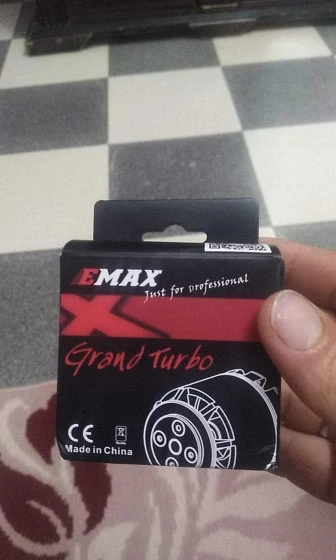 EMAX
Just for professional
X
Grand Turbo
CE
Made in China